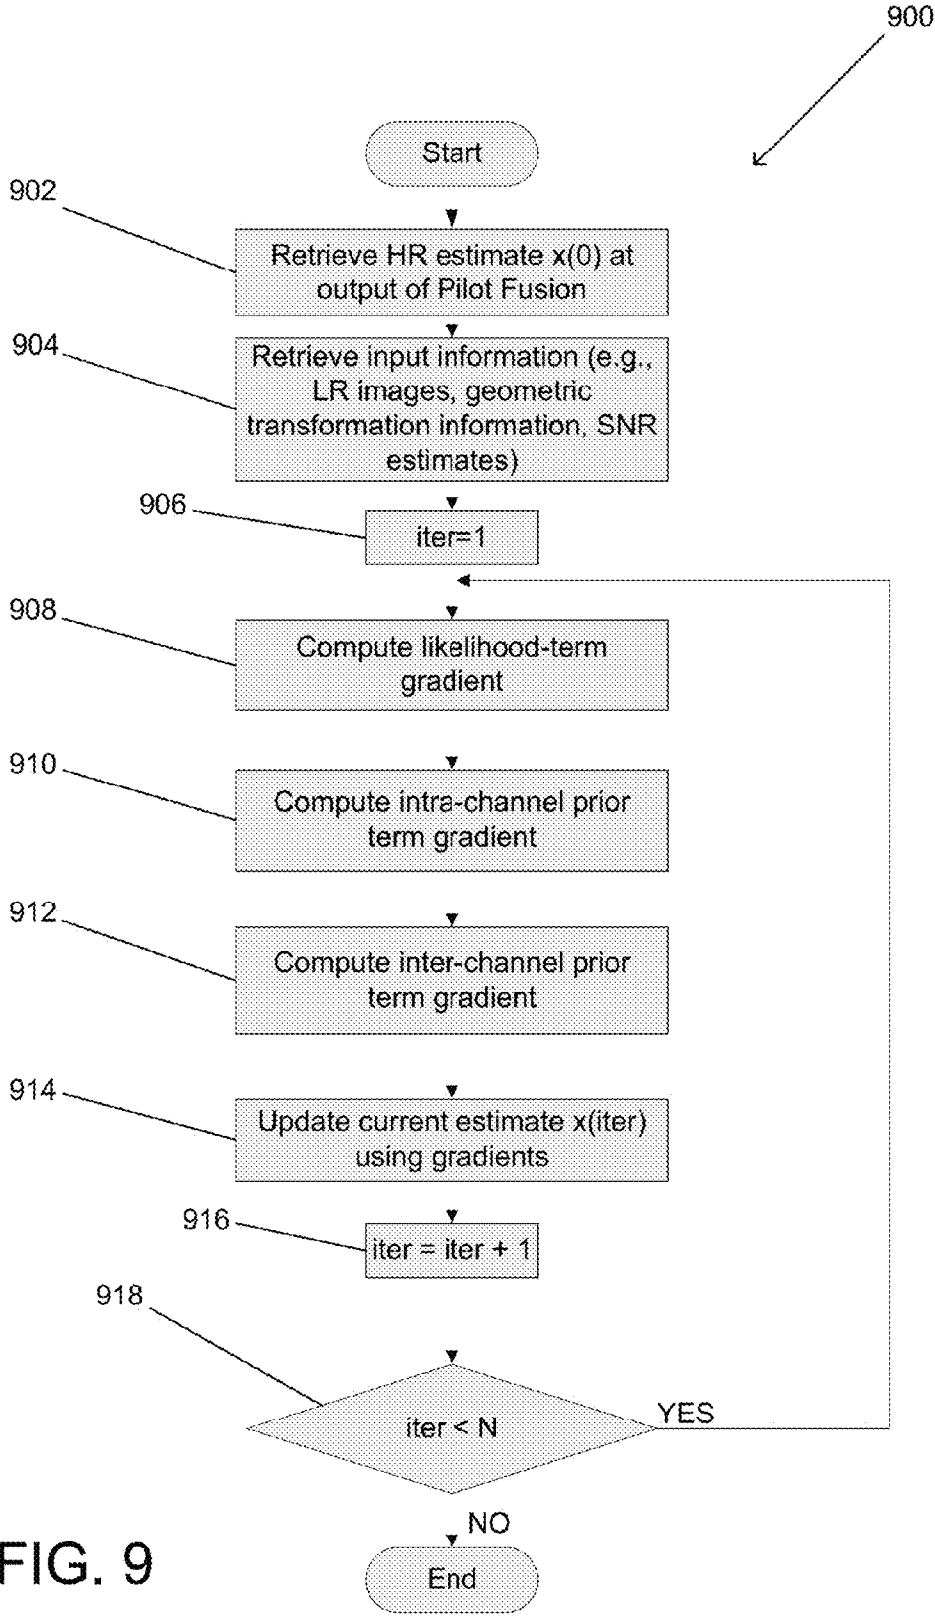 900
Start
902
Retrieve HR estimate x(0) at
output of Pilot Fusion
904
Retrieve input information (e.g.,
LR images, geometric
transformation information, SNR
estimates)
906
iter=1
908
Compute likelihood-term
gradient
910
Compute intra-channel prior
term gradient
912
Compute inter-channel prior
term gradient
914
Update current estimate x(iter)
using gradients
916
iter = iter + 1
918
iter < N
YES
NO
End
FIG. 9